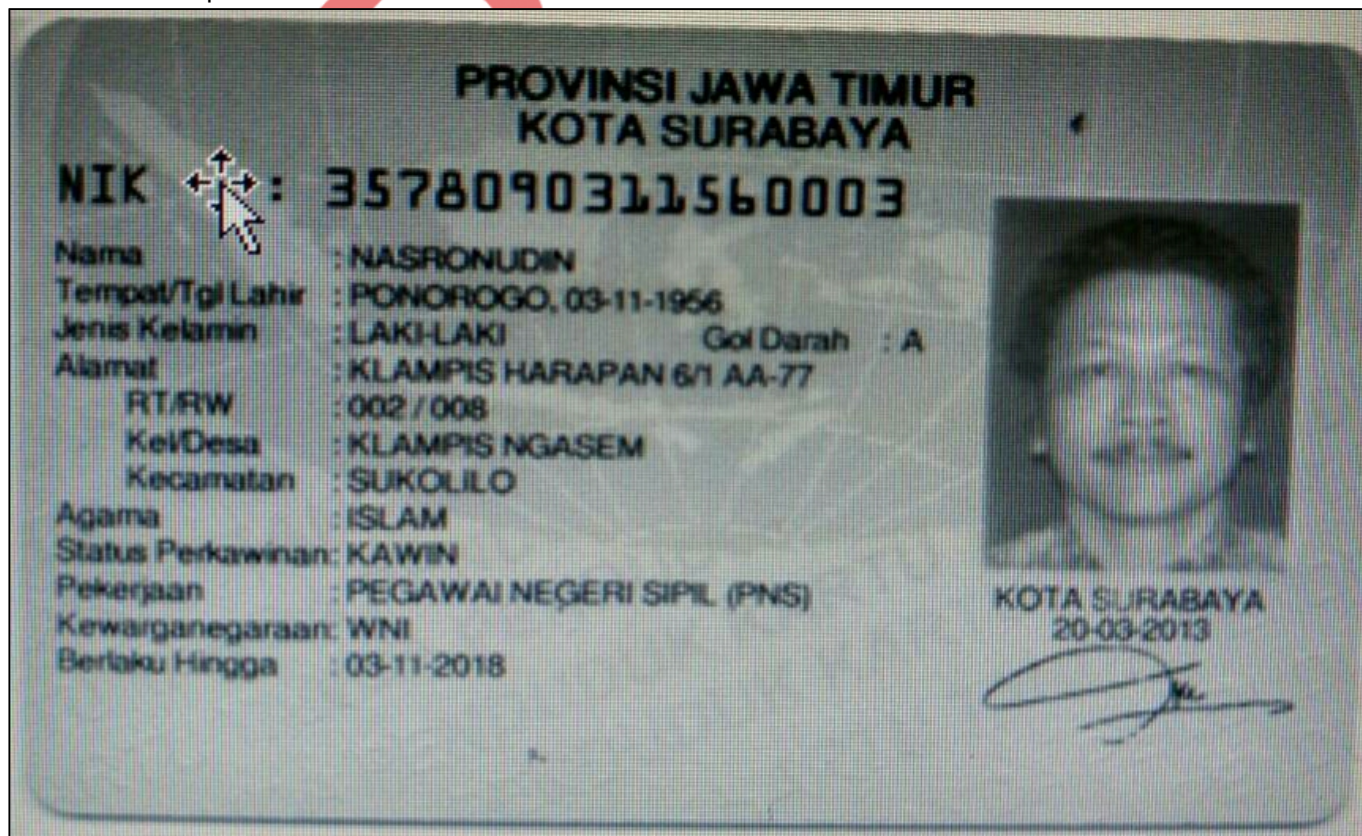 PROVINSI JAWA TIMUR
KOTA SURABAYA
NIK : 3578090311560003
Nama : NASRONUDIN
Tempat/Tgl Lahir : PONOROGO, 03-11-1956
Jenis Kelamin : LAKI-LAKI Gol Darah : A
Alamat : KLAMPIS HARAPAN 6/1 AA-77
RT/RW : 002 / 008
Kel/Desa : KLAMPIS NGASEM
Kecamatan : SUKOLILO
Agama : ISLAM
Status Perkawinan: KAWIN
Pekerjaan : PEGAWAI NEGERI SIPIL (PNS)
Kewarganegaraan: WNI
Berlaku Hingga : 03-11-2018
KOTA SURABAYA
20-03-2013